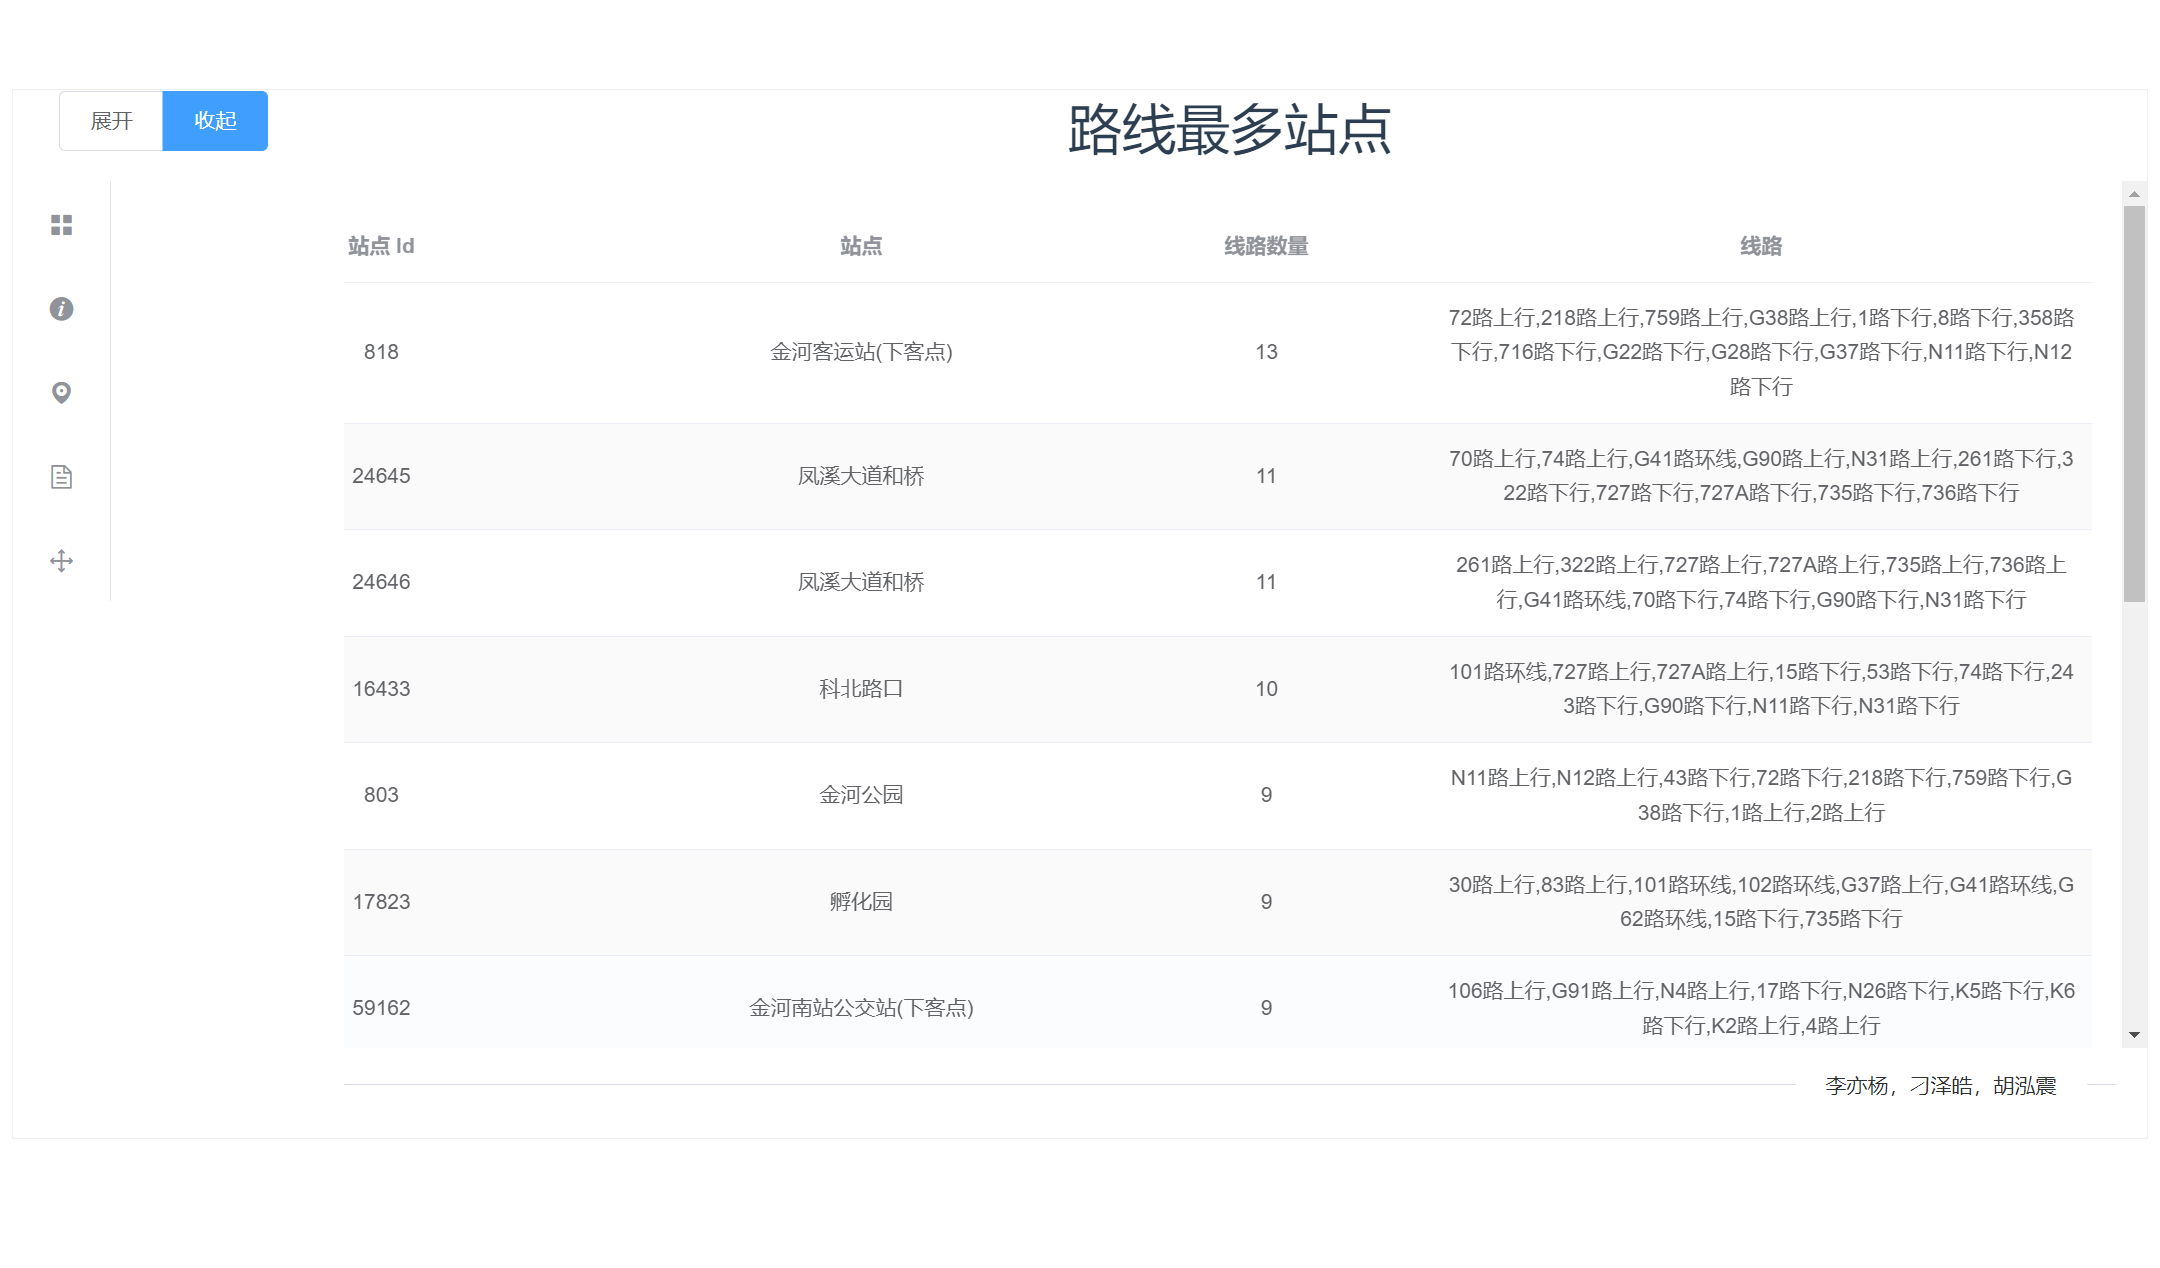 展开 收起
路线最多站点
站点 Id 站点 线路数量 线路
72路上行,218路上行,759路上行,G38路上行,1路下行,8路下行,358路
818 金河客运站(下客点) 13 下行,716路下行,G22路下行,G28路下行,G37路下行,N11路下行,N12
路下行
70路上行,74路上行,G41路环线,G90路上行,N31路上行,261路下行,3
24645 凤溪大道和桥 11
22路下行,727路下行,727A路下行,735路下行,736路下行
261路上行,322路上行,727路上行,727A路上行,735路上行,736路上
24646 凤溪大道和桥 11
行,G41路环线,70路下行,74路下行,G90路下行,N31路下行
101路环线,727路上行,727A路上行,15路下行,53路下行,74路下行,24
16433 科北路口 10
3路下行,G90路下行,N11路下行,N31路下行
N11路上行,N12路上行,43路下行,72路下行,218路下行,759路下行,G
803 金河公园 9
38路下行,1路上行,2路上行
30路上行,83路上行,101路环线,102路环线,G37路上行,G41路环线,G
17823 孵化园 9
62路环线,15路下行,735路下行
106路上行,G91路上行,N4路上行,17路下行,N26路下行,K5路下行,K6
59162 金河南站公交站(下客点) 9
路下行,K2路上行,4路上行
李亦杨，刁泽皓，胡泓震